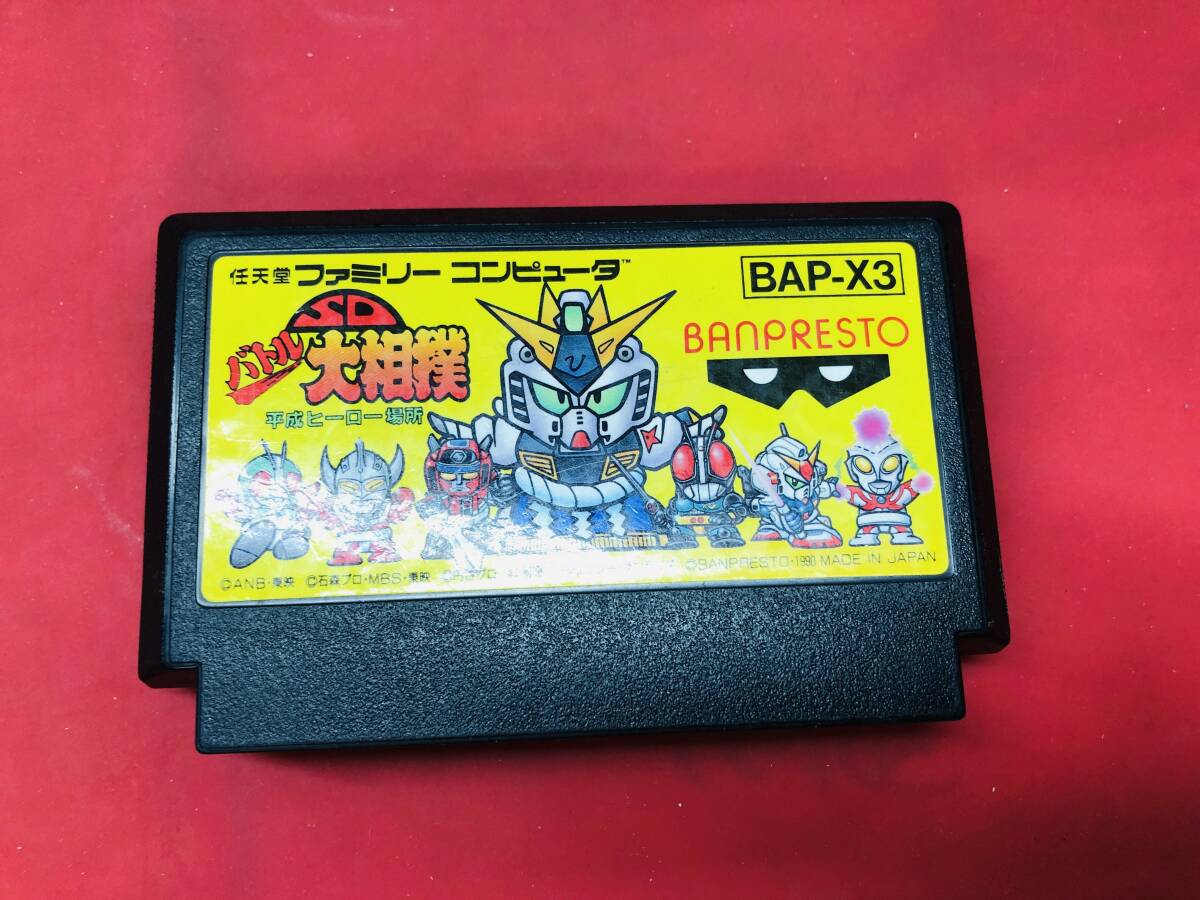 任天堂 ファミリー コンピュータ™
BAP-X3
SD
バトル
大相撲
平成ヒーロー場所
BANPRESTO
©ANB・東映 ©石森プロ・MBS・東映
©BANPRESTO・1990 MADE IN JAPAN